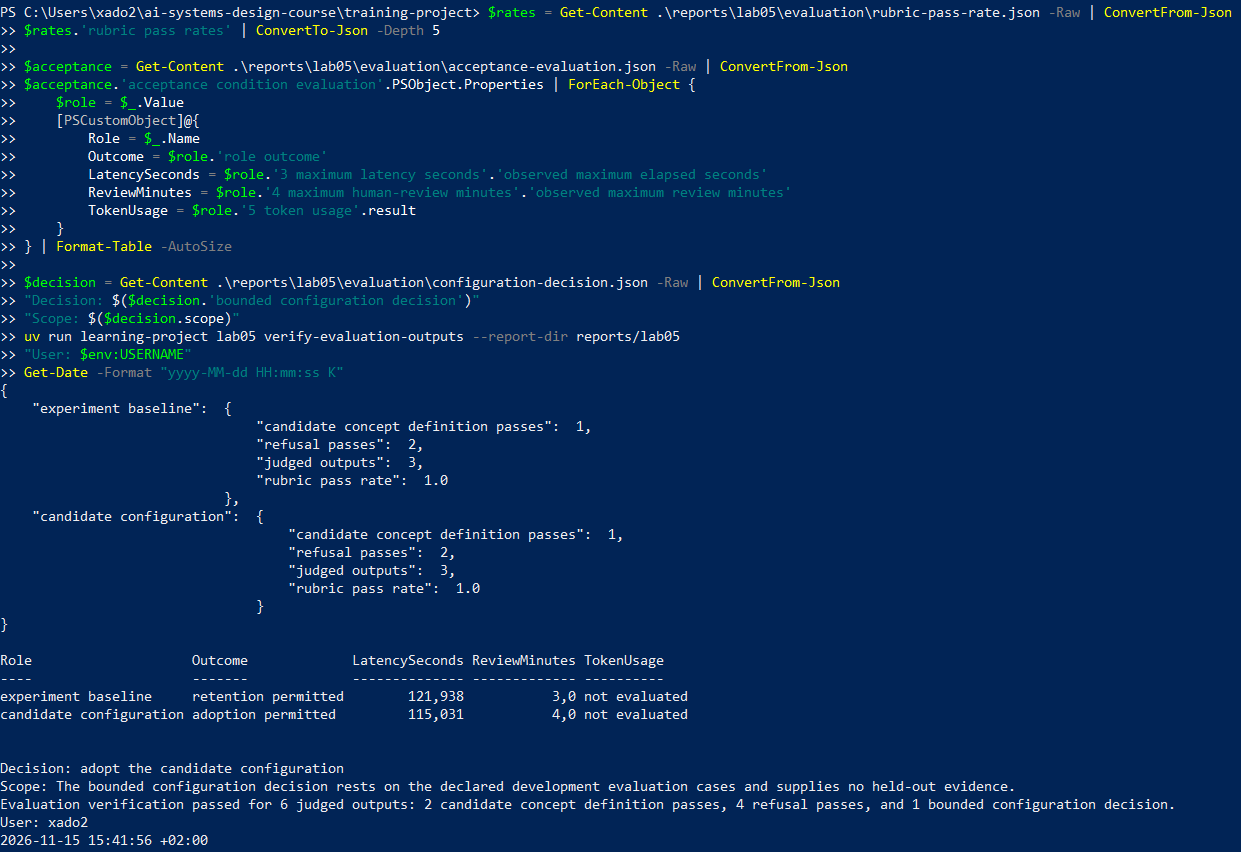 PS C:\Users\xado2\ai-systems-design-course\training-project> $rates = Get-Content .\reports\lab05\evaluation\rubric-pass-rate.json -Raw | ConvertFrom-Json
>> $rates.'rubric pass rates' | ConvertTo-Json -Depth 5
>>
>> $acceptance = Get-Content .\reports\lab05\evaluation\acceptance-evaluation.json -Raw | ConvertFrom-Json
>> $acceptance.'acceptance condition evaluation'.PSObject.Properties | ForEach-Object {
>>     $role = $_.Value
>>     [PSCustomObject]@{
>>         Role = $_.Name
>>         Outcome = $role.'role outcome'
>>         LatencySeconds = $role.'3 maximum latency seconds'.'observed maximum elapsed seconds'
>>         ReviewMinutes = $role.'4 maximum human-review minutes'.'observed maximum review minutes'
>>         TokenUsage = $role.'5 token usage'.result
>>     }
>> } | Format-Table -AutoSize
>>
>> $decision = Get-Content .\reports\lab05\evaluation\configuration-decision.json -Raw | ConvertFrom-Json
>> "Decision: $($decision.'bounded configuration decision')"
>> "Scope: $($decision.scope)"
>> uv run learning-project lab05 verify-evaluation-outputs --report-dir reports/lab05
>> "User: $env:USERNAME"
>> Get-Date -Format "yyyy-MM-dd HH:mm:ss K"
{
    "experiment baseline":  {
                                "candidate concept definition passes":  1,
                                "refusal passes":  2,
                                "judged outputs":  3,
                                "rubric pass rate":  1.0
                            },
    "candidate configuration":  {
                                    "candidate concept definition passes":  1,
                                    "refusal passes":  2,
                                    "judged outputs":  3,
                                    "rubric pass rate":  1.0
                                }
}
Role                    Outcome             LatencySeconds ReviewMinutes TokenUsage
----                    -------             -------------- ------------- ----------
experiment baseline     retention permitted        121,938           3,0 not evaluated
candidate configuration adoption permitted         115,031           4,0 not evaluated
Decision: adopt the candidate configuration
Scope: The bounded configuration decision rests on the declared development evaluation cases and supplies no held-out evidence.
Evaluation verification passed for 6 judged outputs: 2 candidate concept definition passes, 4 refusal passes, and 1 bounded configuration decision.
User: xado2
2026-11-15 15:41:56 +02:00